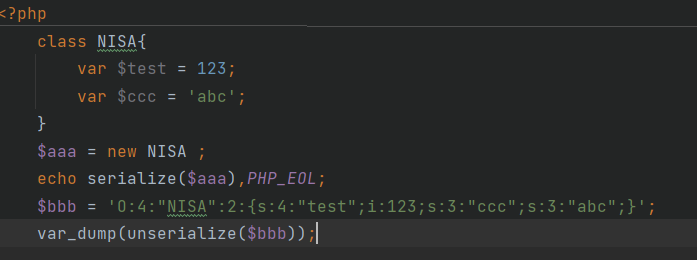 <?php
class NISA{
var $test = 123;
var $ccc = 'abc';
}
$aaa = new NISA ;
echo serialize($aaa),PHP_EOL;
$bbb = 'O:4:"NISA":2:{s:4:"test";i:123;s:3:"ccc";s:3:"abc";}';
var_dump(unserialize($bbb));